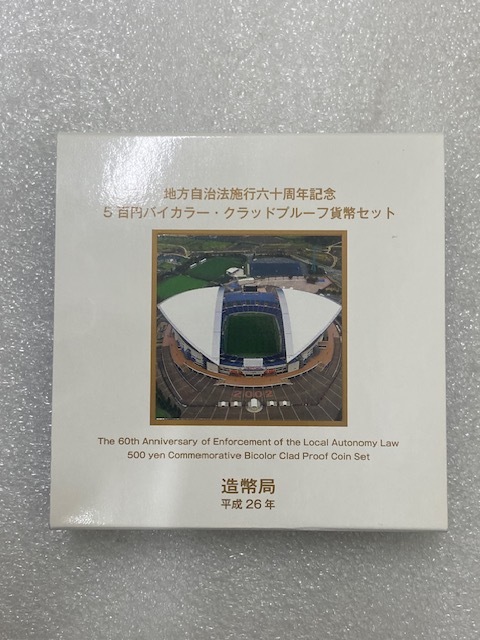 地方自治法施行六十周年記念
5百円バイカラー・クラッドプルーフ貨幣セット
2002
The 60th Anniversary of Enforcement of the Local Autonomy Law
500 yen Commemorative Bicolor Clad Proof Coin Set
造幣局
平成26年